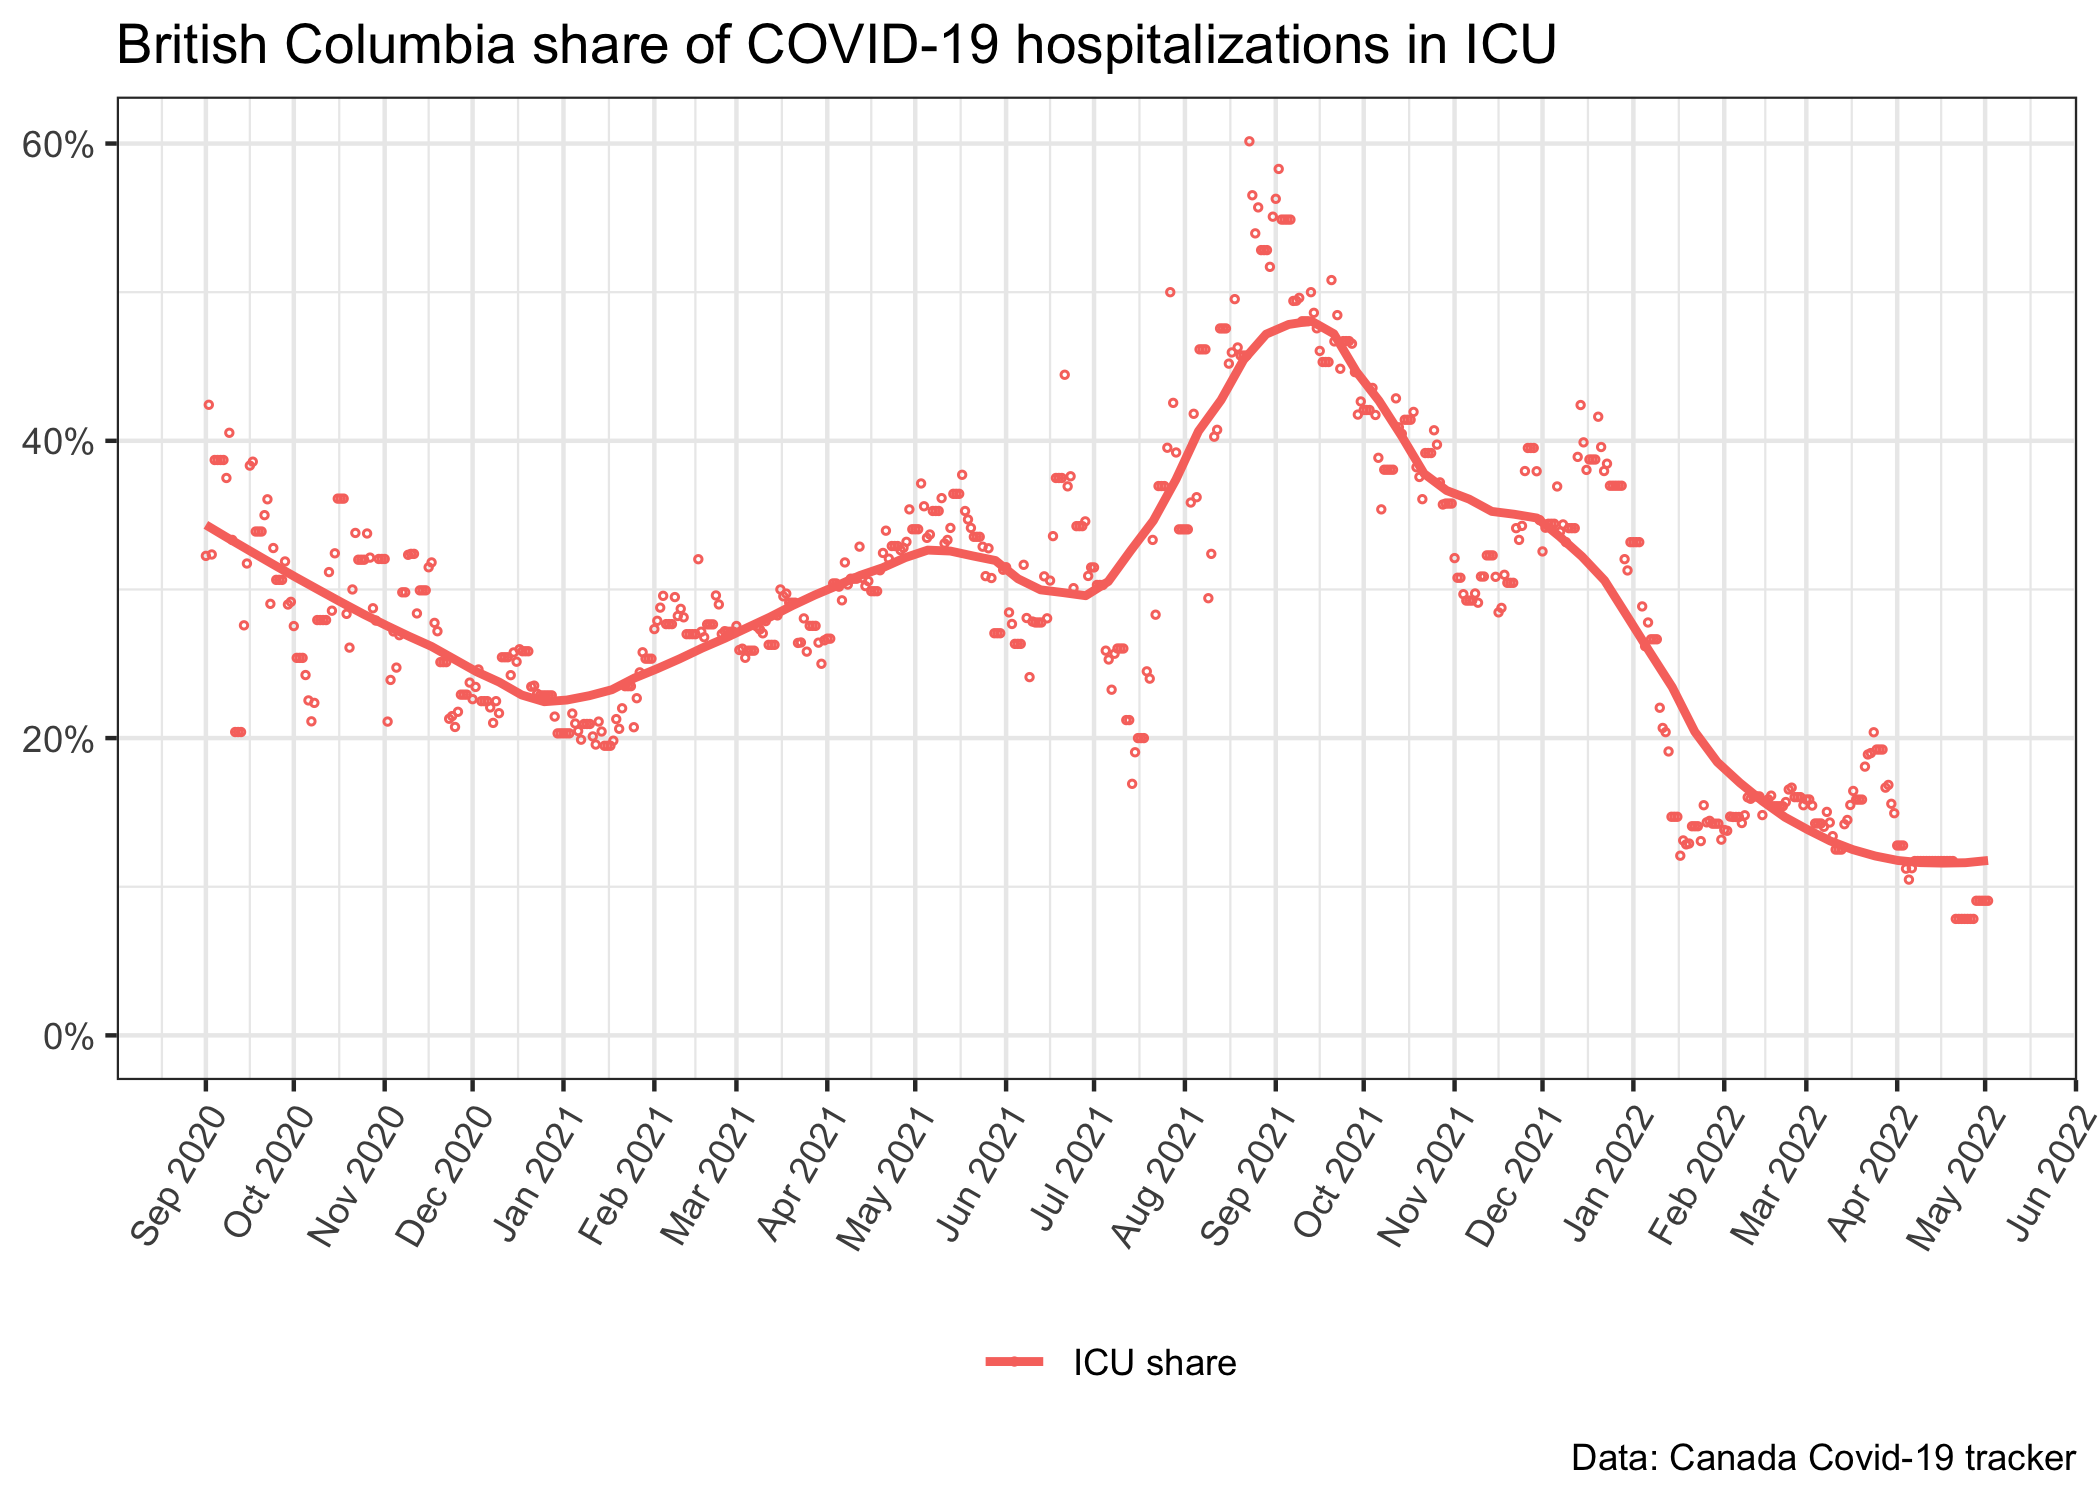 British Columbia share of COVID-19 hospitalizations in ICU
60%
40%
20%
0%
Sep 2020
Oct 2020
Nov 2020
Dec 2020
Jan 2021
Feb 2021
Mar 2021
Apr 2021
May 2021
Jun 2021
Jul 2021
Aug 2021
Sep 2021
Oct 2021
Nov 2021
Dec 2021
Jan 2022
Feb 2022
Mar 2022
Apr 2022
May 2022
Jun 2022
ICU share
Data: Canada Covid-19 tracker